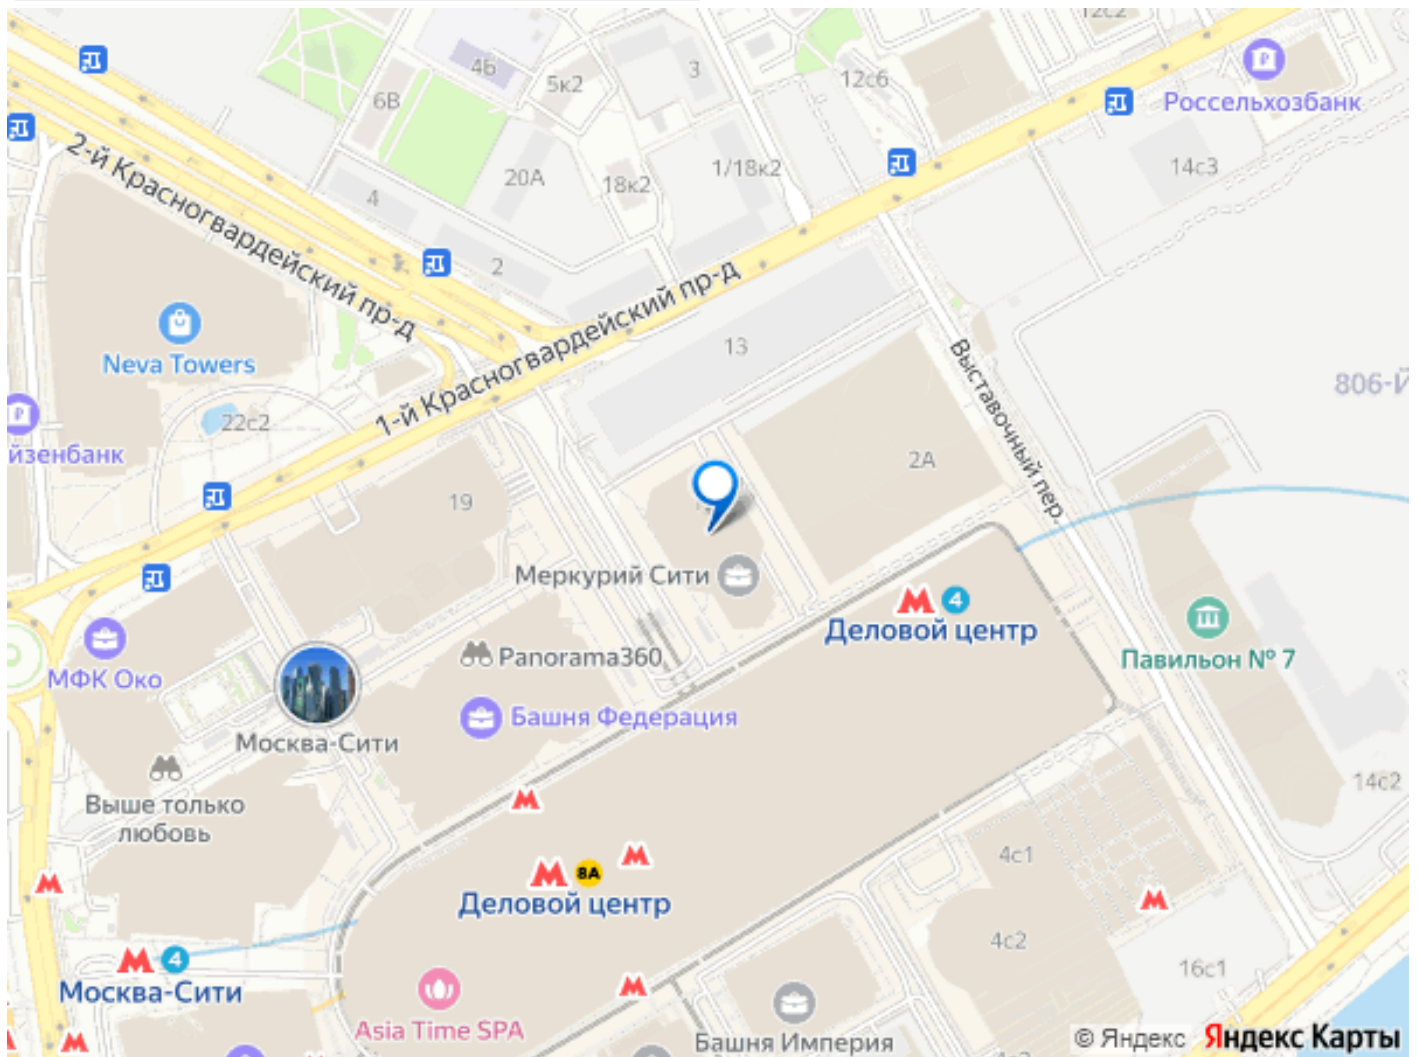 12с2
4Б
3
5к2
12с6
Россельхозбанк
6В
2-й Красногвардейский пр-д
20А
18к2
1/18к2
14с3
4
2
1-й Красногвардейский пр-д
Neva Towers
13
Выставочный пер.
806-Й
22с2
йзенбанк
2А
19
Меркурий Сити
4
Деловой центр
МФК Око
Panorama360
Павильон № 7
Башня Федерация
Москва-Сити
Выше только
любовь
14с2
4с1
8А
Деловой центр
4с2
4
Москва-Сити
16с1
Asia Time SPA
Башня Империя
© Яндекс Яндекс Карты